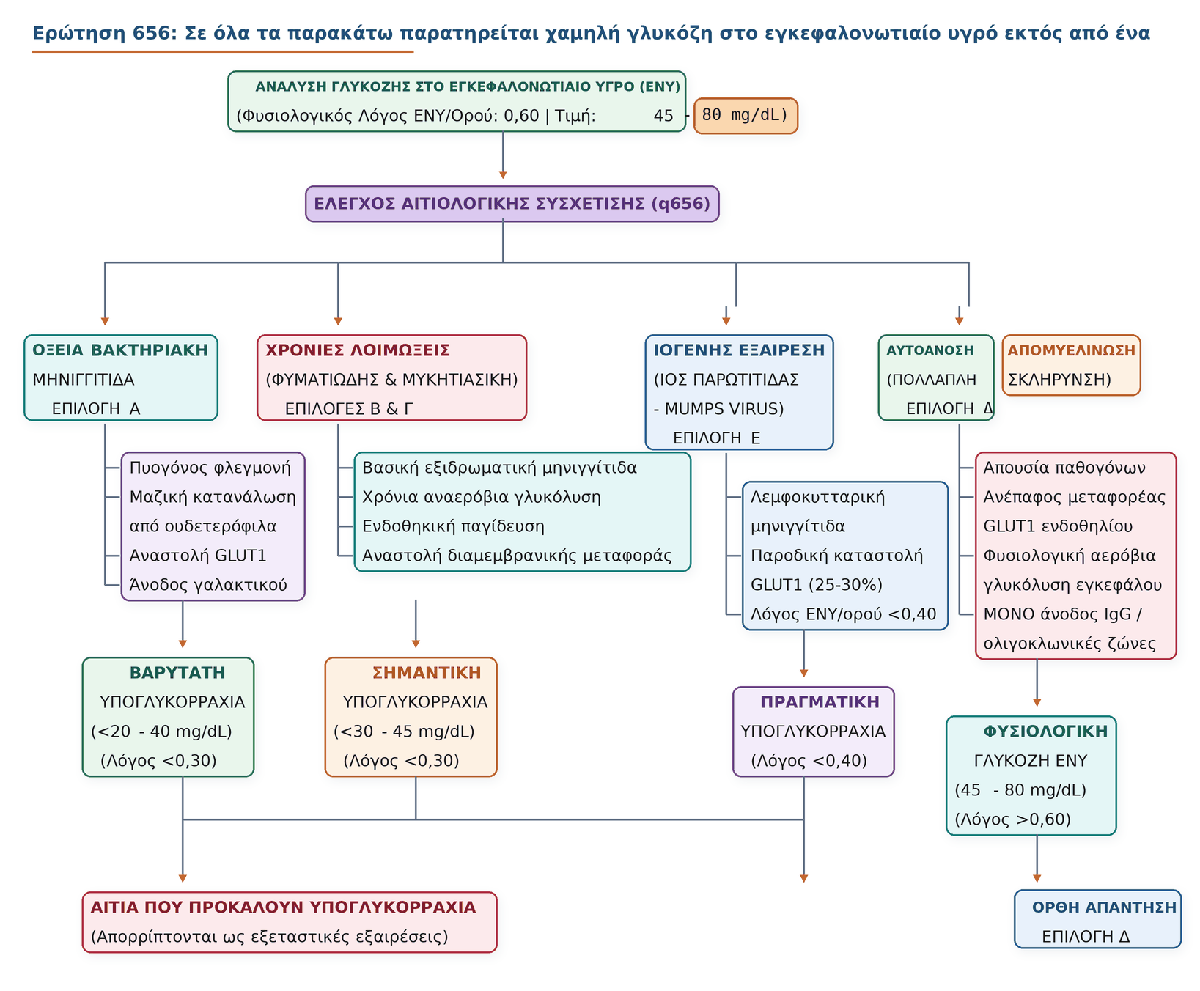 Ερώτηση 656: Σε όλα τα παρακάτω παρατηρείται χαμηλή γλυκόζη στο εγκεφαλονωτιαίο υγρό εκτός από ένα
ΑΝΑΛΥΣΗ ΓΛΥΚΟΖΗΣ ΣΤΟ ΕΓΚΕΦΑΛΟΝΩΤΙΑΙΟ ΥΓΡΟ (ΕΝΥ)
(Φυσιολογικός Λόγος ΕΝΥ/Ορού: 0,60 | Τιμή: 45 - 80 mg/dL)
ΕΛΕΓΧΟΣ ΑΙΤΙΟΛΟΓΙΚΗΣ ΣΥΣΧΕΤΙΣΗΣ (q656)
ΟΞΕΙΑ ΒΑΚΤΗΡΙΑΚΗ
ΜΗΝΙΓΓΙΤΙΔΑ
ΕΠΙΛΟΓΗ Α
ΧΡΟΝΙΕΣ ΛΟΙΜΩΞΕΙΣ
(ΦΥΜΑΤΙΩΔΗΣ & ΜΥΚΗΤΙΑΣΙΚΗ)
ΕΠΙΛΟΓΕΣ Β & Γ
ΙΟΓΕΝΗΣ ΕΞΑΙΡΕΣΗ
(ΙΟΣ ΠΑΡΩΤΙΤΙΔΑΣ
- MUMPS VIRUS)
ΕΠΙΛΟΓΗ Ε
ΑΥΤΟΑΝΟΣΗ
(ΠΟΛΛΑΠΛΗ
ΕΠΙΛΟΓΗ Δ
ΑΠΟΜΥΕΛΙΝΩΣΗ
ΣΚΛΗΡΥΝΣΗ)
Πυογόνος φλεγμονή
Μαζική κατανάλωση
από ουδετερόφιλα
Αναστολή GLUT1
Άνοδος γαλακτικού
Βασική εξιδρωματική μηνιγγίτιδα
Χρόνια αναερόβια γλυκόλυση
Ενδοθηκική παγίδευση
Αναστολή διαμεμβρανικής μεταφοράς
Λεμφοκυτταρική
μηνιγγίτιδα
Παροδική καταστολή
GLUT1 (25-30%)
Λόγος ΕΝΥ/ορού <0,40
Απουσία παθογόνων
Ανέπαφος μεταφορέας
GLUT1 ενδοθηλίου
Φυσιολογική αερόβια
γλυκόλυση εγκεφάλου
ΜΟΝΟ άνοδος IgG /
ολιγοκλωνικές ζώνες
ΒΑΡΥΤΑΤΗ
ΥΠΟΓΛΥΚΟΡΡΑΧΙΑ
(<20 - 40 mg/dL)
(Λόγος <0,30)
ΣΗΜΑΝΤΙΚΗ
ΥΠΟΓΛΥΚΟΡΡΑΧΙΑ
(<30 - 45 mg/dL)
(Λόγος <0,30)
ΠΡΑΓΜΑΤΙΚΗ
ΥΠΟΓΛΥΚΟΡΡΑΧΙΑ
(Λόγος <0,40)
ΦΥΣΙΟΛΟΓΙΚΗ
ΓΛΥΚΟΖΗ ΕΝΥ
(45 - 80 mg/dL)
(Λόγος >0,60)
ΑΙΤΙΑ ΠΟΥ ΠΡΟΚΑΛΟΥΝ ΥΠΟΓΛΥΚΟΡΡΑΧΙΑ
(Απορρίπτονται ως εξεταστικές εξαιρέσεις)
ΟΡΘΗ ΑΠΑΝΤΗΣΗ
ΕΠΙΛΟΓΗ Δ